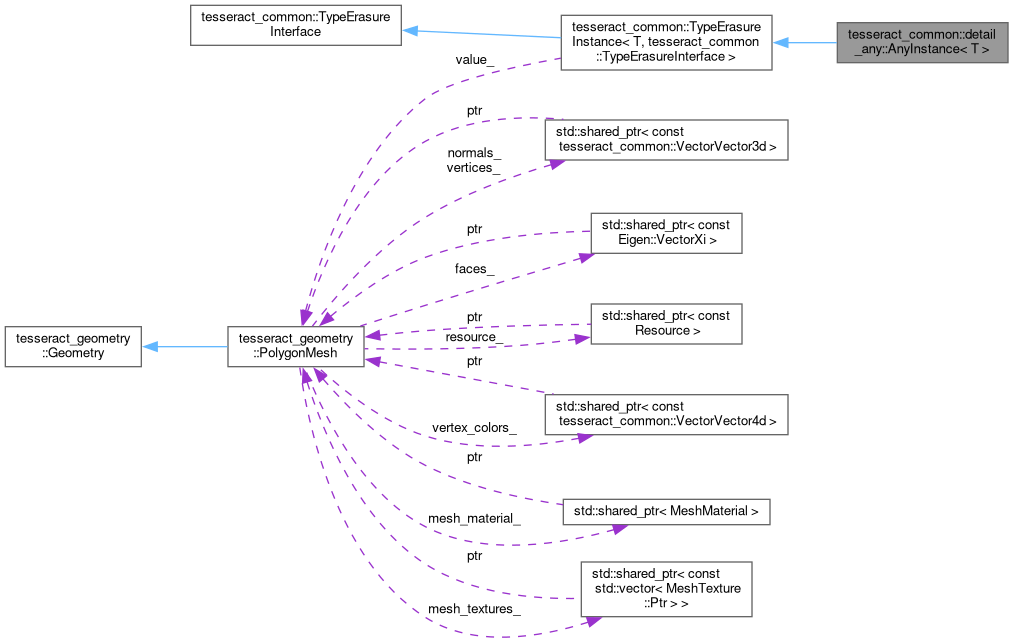 tesseract_common::TypeErasure
Interface
tesseract_common::TypeErasure
Instance< T, tesseract_common
::TypeErasureInterface >
tesseract_common::detail
_any::AnyInstance< T >
value_
ptr
std::shared_ptr< const
tesseract_common::VectorVector3d >
normals_
vertices_
ptr
std::shared_ptr< const
Eigen::VectorXi >
faces_
ptr
std::shared_ptr< const
Resource >
resource_
tesseract_geometry
::Geometry
tesseract_geometry
::PolygonMesh
ptr
std::shared_ptr< const
tesseract_common::VectorVector4d >
vertex_colors_
ptr
std::shared_ptr< MeshMaterial >
mesh_material_
ptr
std::shared_ptr< const
std::vector< MeshTexture
::Ptr > >
mesh_textures_